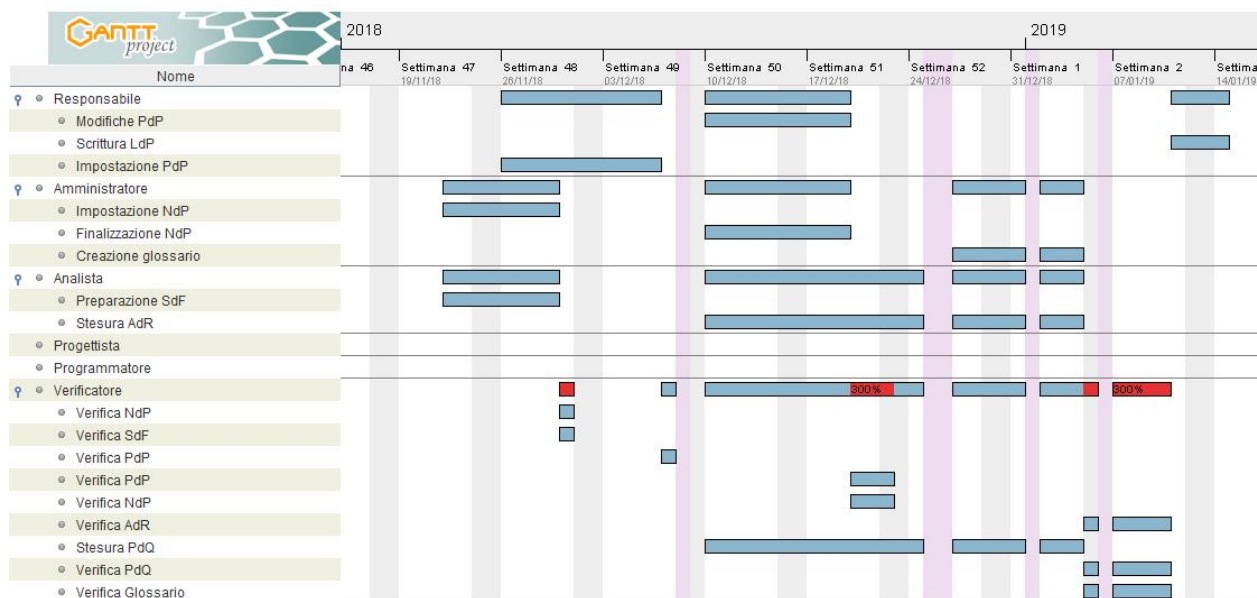 GANTT
project
2018 2019
na 46 Settimana 47 Settimana 48 Settimana 49 Settimana 50 Settimana 51 Settimana 52 Settimana 1 Settimana 2 Settima
19/11/18 26/11/18 03/12/18 10/12/18 17/12/18 24/12/18 31/12/18 07/01/19 14/01/19
Nome
Responsabile
Modifiche PdP
Scrittura LdP
Impostazione PdP
Amministratore
Impostazione NdP
Finalizzazione NdP
Creazione glossario
Analista
Preparazione SdF
Stesura AdR
Progettista
Programmatore
Verificatore 300% 300%
Verifica NdP
Verifica SdF
Verifica PdP
Verifica PdP
Verifica NdP
Verifica AdR
Stesura PdQ
Verifica PdQ
Verifica Glossario